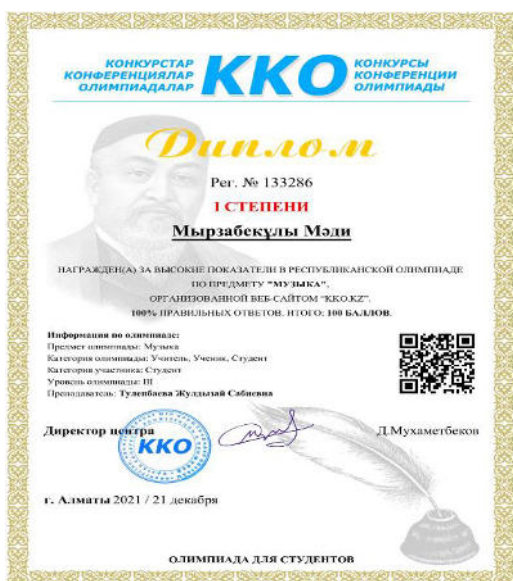 КОНКУРСТАР
КОНФЕРЕНЦИЯЛАР
ОЛИМПИАДАЛАР
ККО
КОНКУРСЫ
КОНФЕРЕНЦИИ
ОЛИМПИАДЫ
Диплом
Рег. № 133286
I СТЕПЕНИ
Мырзабекұлы Мәди
НАГРАЖДЕН(А) ЗА ВЫСОКИЕ ПОКАЗАТЕЛИ В РЕСПУБЛИКАНСКОЙ ОЛИМПИАДЕ
ПО ПРЕДМЕТУ "МУЗЫКА",
ОРГАНИЗОВАННОЙ ВЕБ-САЙТОМ "KKO.KZ".
100% ПРАВИЛЬНЫХ ОТВЕТОВ. ИТОГО: 100 БАЛЛОВ.
Информация по олимпиаде:
Предмет олимпиады: Музыка
Категория олимпиады: Учитель, Ученик, Студент
Категория участника: Студент
Уровень олимпиады: III
Преподаватель: Тулепбаева Жулдызай Сабиевна
Директор центра
Д.Мухаметбеков
ККО
г. Алматы 2021 / 21 декабря
ОЛИМПИАДА ДЛЯ СТУДЕНТОВ